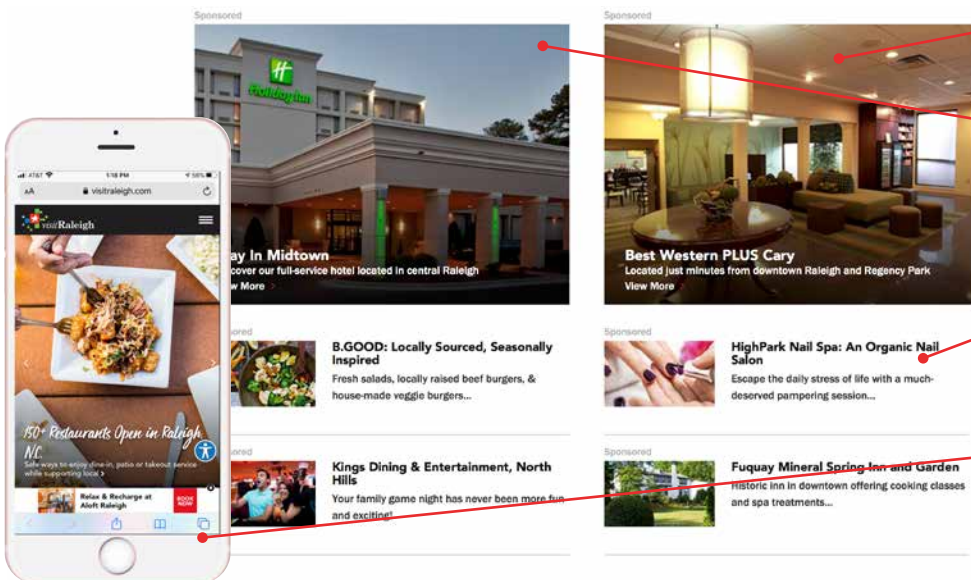 Sponsored
Sponsored
Holiday Inn
ay In Midtown
cover our full-service hotel located in central Raleigh
w More
Best Western PLUS Cary
Located just minutes from downtown Raleigh and Regency Park
View More
AT&T
1:18 PM
58%
AA
visitraleigh.com
visitRaleigh
150+ Restaurants Open in Raleigh,
N.C.
Safe ways to enjoy dine-in, patio or takeout service
while supporting local >
Relax & Recharge at
Aloft Raleigh
BOOK
NOW
ored
B.GOOD: Locally Sourced, Seasonally
Inspired
Fresh salads, locally raised beef burgers, &
house-made veggie burgers...
Sponsored
HighPark Nail Spa: An Organic Nail
Salon
Escape the daily stress of life with a much-
deserved pampering session...
ored
Kings Dining & Entertainment, North
Hills
Your family game night has never been more fun
and exciting!
Sponsored
Fuquay Mineral Spring Inn and Garden
Historic inn in downtown offering cooking classes
and spa treatments...